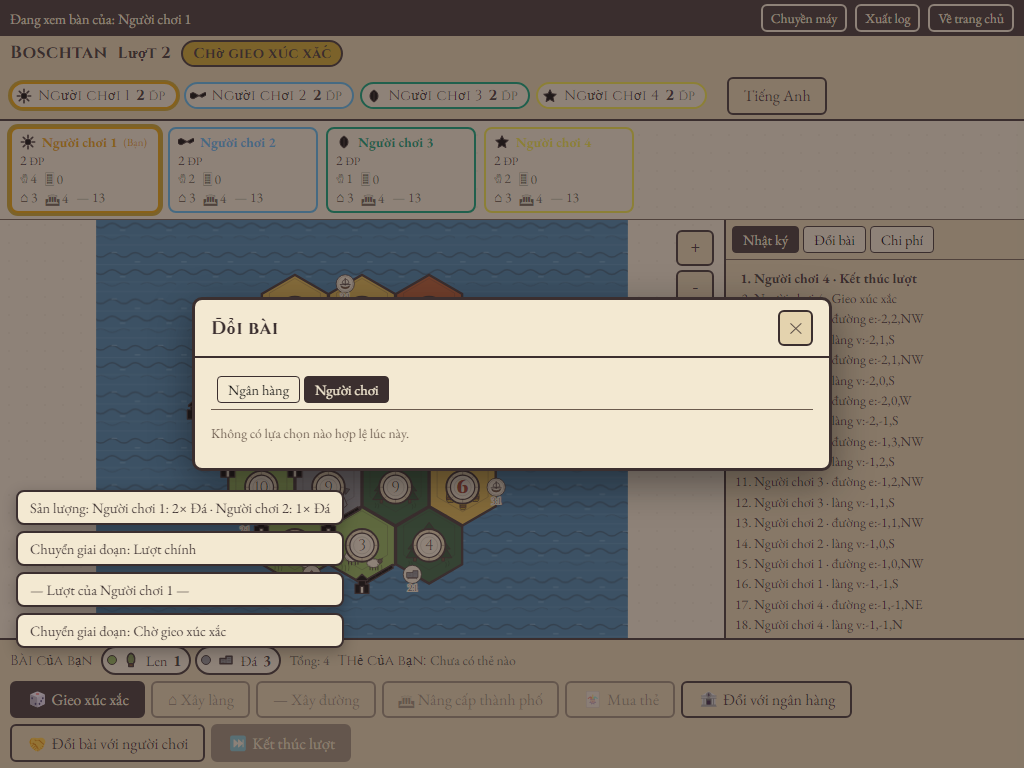 Đang xem bàn của: Người chơi 1
Chuyền máy
Xuất log
Về trang chủ
BOSCHTAN LƯỢT 2 CHỜ GIEO XÚC XẮC
NGƯỜI CHƠI 1 2 ĐP
NGƯỜI CHƠI 2 2 ĐP
NGƯỜI CHƠI 3 2 ĐP
NGƯỜI CHƠI 4 2 ĐP
Tiếng Anh
Người chơi 1 (Bạn)
2 ĐP
4 0
3 4 — 13
Người chơi 2
2 ĐP
2 0
3 4 — 13
Người chơi 3
2 ĐP
1 0
3 4 — 13
Người chơi 4
2 ĐP
2 0
3 4 — 13
+
-
Nhật ký
Đổi bài
Chi phí
1. Người chơi 4 · Kết thúc lượt
Gieo xúc xắc
đường e:-2,2,NW
làng v:-2,1,S
đường e:-2,1,NW
làng v:-2,0,S
đường e:-2,0,W
làng v:-2,-1,S
đường e:-1,3,NW
làng v:-1,2,S
11. Người chơi 3 · đường e:-1,2,NW
12. Người chơi 3 · làng v:-1,1,S
13. Người chơi 2 · đường e:-1,1,NW
14. Người chơi 2 · làng v:-1,0,S
15. Người chơi 1 · đường e:-1,0,NW
16. Người chơi 1 · làng v:-1,-1,S
17. Người chơi 4 · đường e:-1,-1,NE
18. Người chơi 4 · làng v:-1,-1,N
ĐỔI BÀI
Ngân hàng
Người chơi
Không có lựa chọn nào hợp lệ lúc này.
10 9 9 6
3 4
2:1
Sản lượng: Người chơi 1: 2× Đá · Người chơi 2: 1× Đá
Chuyển giai đoạn: Lượt chính
— Lượt của Người chơi 1 —
Chuyển giai đoạn: Chờ gieo xúc xắc
BÀI CỦA BẠN Len 1 Đá 3 Tổng: 4 THẺ CỦA BẠN: Chưa có thẻ nào
Gieo xúc xắc
Xây làng
— Xây đường
Nâng cấp thành phố
Mua thẻ
Đổi với ngân hàng
Đổi bài với người chơi
Kết thúc lượt